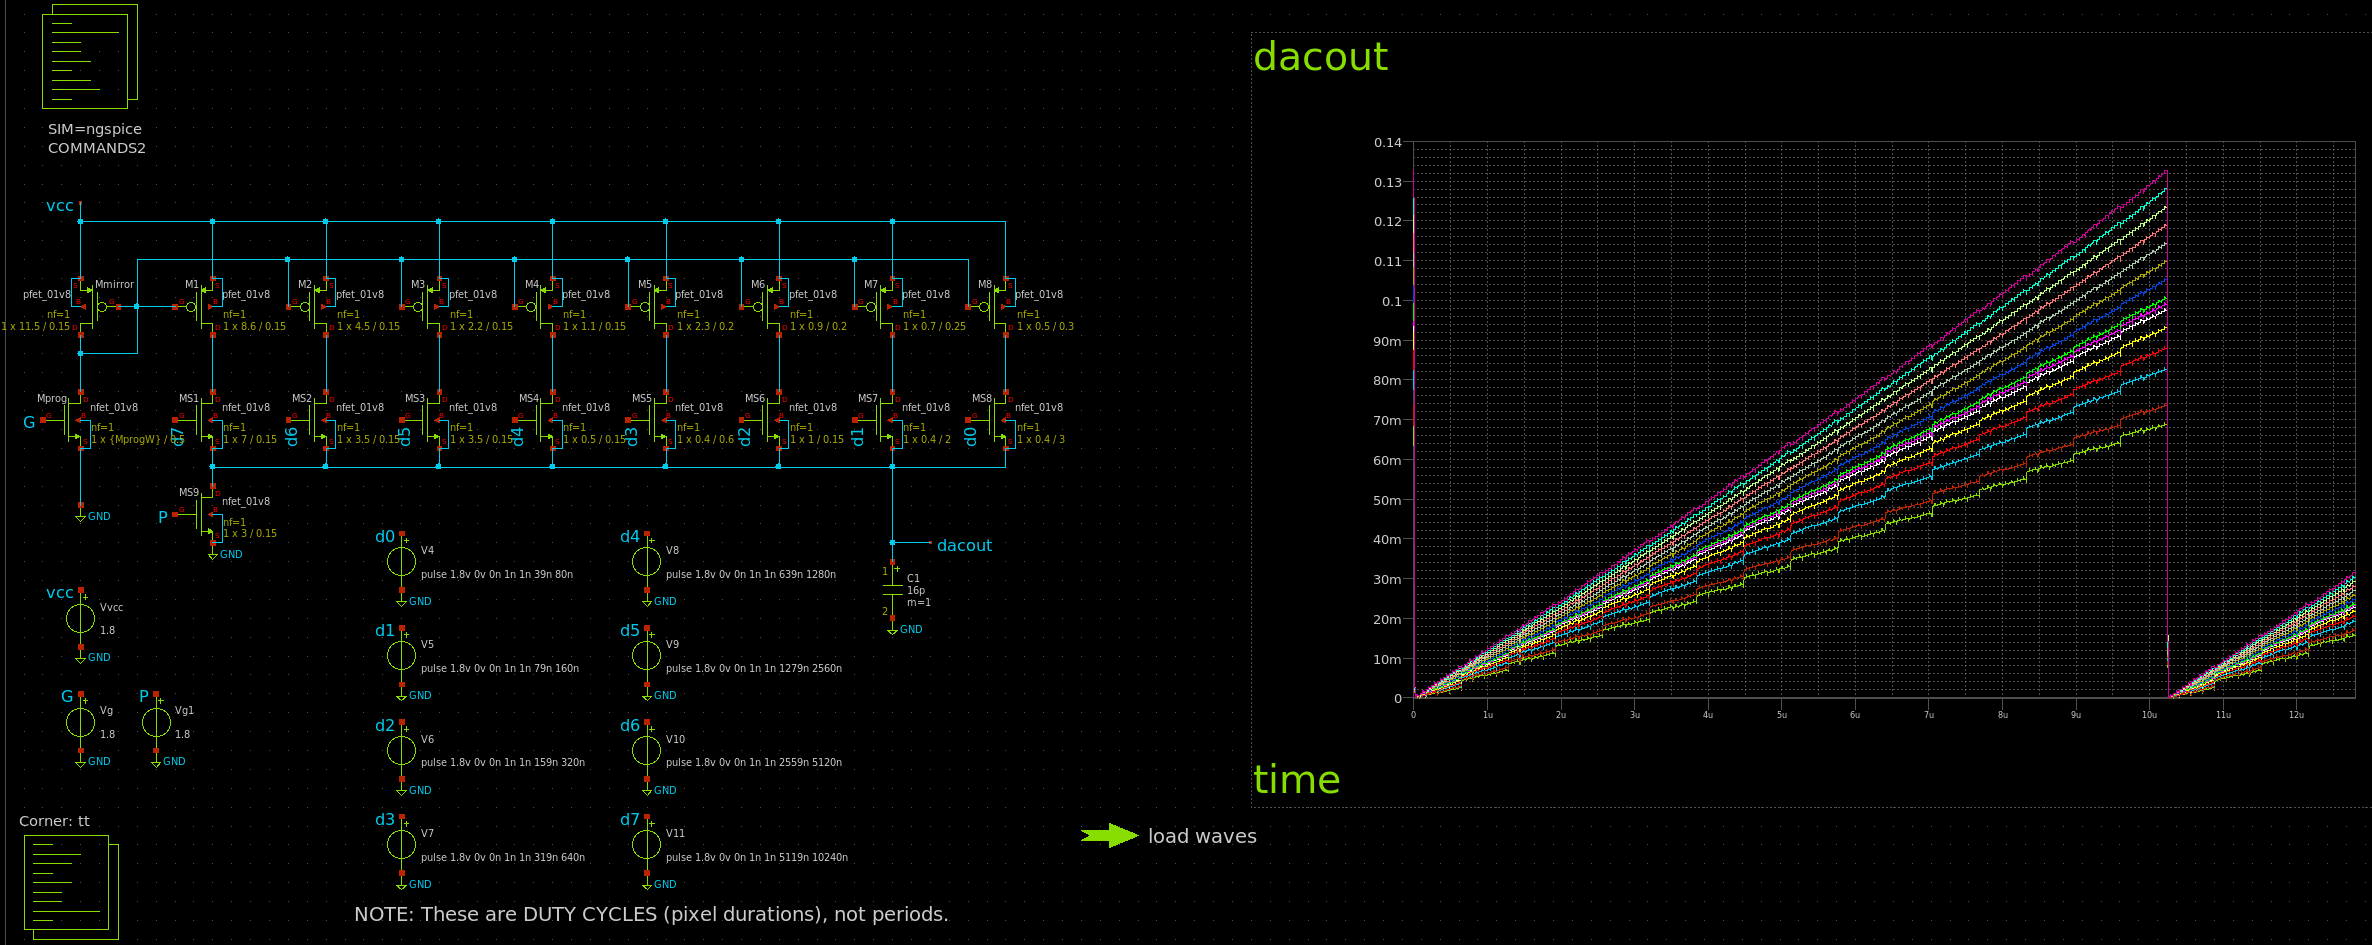 SIM=ngspice
COMMANDS2
vcc
Mmirror
pfet_01v8
nf=1
1 x 11.5 / 0.15
M1
pfet_01v8
nf=1
1 x 8.6 / 0.15
M2
pfet_01v8
nf=1
1 x 4.5 / 0.15
M3
pfet_01v8
nf=1
1 x 2.2 / 0.15
M4
pfet_01v8
nf=1
1 x 1.1 / 0.15
M5
pfet_01v8
nf=1
1 x 2.3 / 0.2
M6
pfet_01v8
nf=1
1 x 0.9 / 0.2
M7
pfet_01v8
nf=1
1 x 0.7 / 0.25
M8
pfet_01v8
nf=1
1 x 0.5 / 0.3
G
Mprog
nfet_01v8
nf=1
1 x {MprogW} / 0.5
d7
MS1
nfet_01v8
nf=1
1 x 7 / 0.15
d6
MS2
nfet_01v8
nf=1
1 x 3.5 / 0.15
d5
MS3
nfet_01v8
nf=1
1 x 3.5 / 0.15
d4
MS4
nfet_01v8
nf=1
1 x 0.5 / 0.15
d3
MS5
nfet_01v8
nf=1
1 x 0.4 / 0.6
d2
MS6
nfet_01v8
nf=1
1 x 1 / 0.15
d1
MS7
nfet_01v8
nf=1
1 x 0.4 / 2
d0
MS8
nfet_01v8
nf=1
1 x 0.4 / 3
GND
P
MS9
nfet_01v8
nf=1
1 x 3 / 0.15
GND
vcc
Vvcc
1.8
GND
G
Vg
1.8
GND
P
Vg1
1.8
GND
d0
V4
pulse 1.8v 0v 0n 1n 1n 39n 80n
GND
d1
V5
pulse 1.8v 0v 0n 1n 1n 79n 160n
GND
d2
V6
pulse 1.8v 0v 0n 1n 1n 159n 320n
GND
d3
V7
pulse 1.8v 0v 0n 1n 1n 319n 640n
GND
d4
V8
pulse 1.8v 0v 0n 1n 1n 639n 1280n
GND
d5
V9
pulse 1.8v 0v 0n 1n 1n 1279n 2560n
GND
d6
V10
pulse 1.8v 0v 0n 1n 1n 2559n 5120n
GND
d7
V11
pulse 1.8v 0v 0n 1n 1n 5119n 10240n
GND
dacout
1
C1
16p
m=1
2
GND
Corner: tt
NOTE: These are DUTY CYCLES (pixel durations), not periods.
load waves
dacout
0.14
0.13
0.12
0.11
0.1
90m
80m
70m
60m
50m
40m
30m
20m
10m
0
0 1u 2u 3u 4u 5u 6u 7u 8u 9u 10u 11u 12u
time